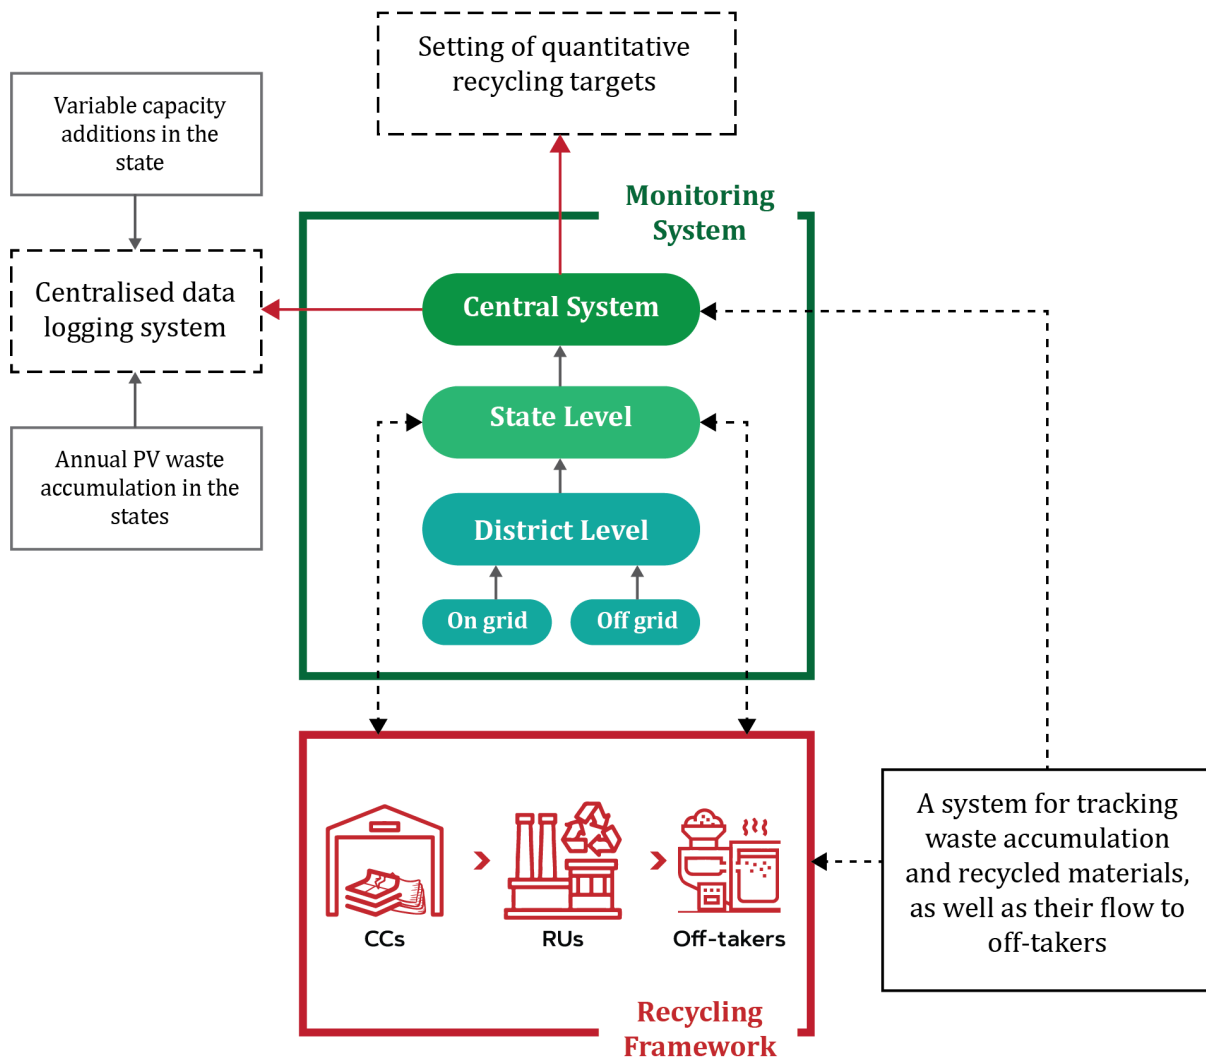 Setting of quantitative
recycling targets
Variable capacity
additions in the
state
Monitoring
System
Centralised data
logging system
Central System
State Level
Annual PV waste
accumulation in the
states
District Level
On grid
Off grid
A system for tracking
waste accumulation
and recycled materials,
as well as their flow to
off-takers
CCs
RUs
Off-takers
Recycling
Framework